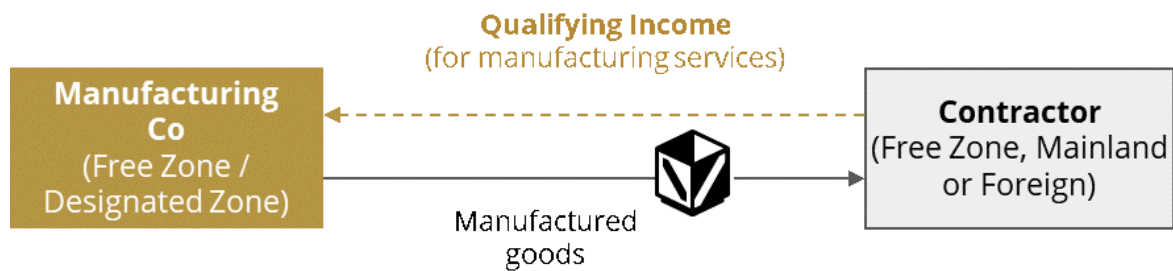 Qualifying Income
(for manufacturing services)
Manufacturing
Co
(Free Zone /
Designated Zone)
Contractor
(Free Zone, Mainland
or Foreign)
Manufactured
goods